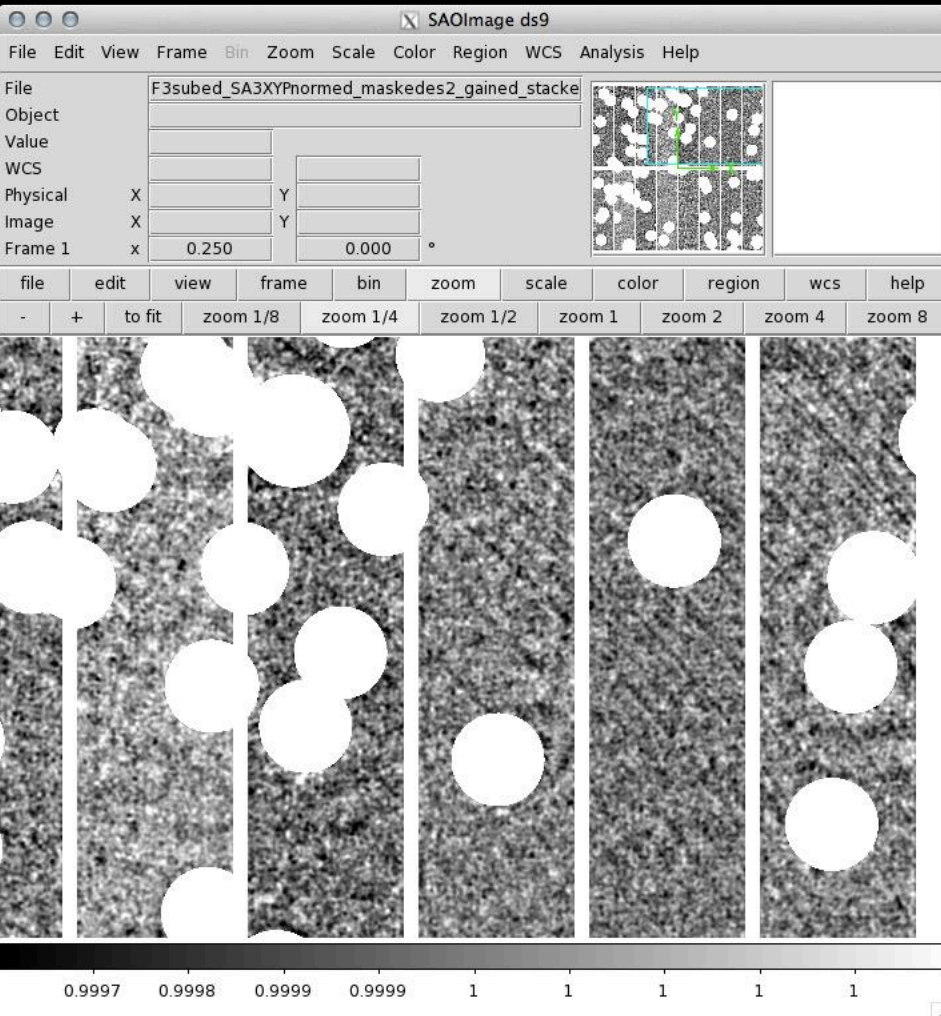 SAOImage ds9
File Edit View Frame Bin Zoom Scale Color Region WCS Analysis Help
File F3subed_SA3XYPnormed_maskedes2_gained_stacke
Object
Value
WCS
Physical X Y
Image X Y
Frame 1 x 0.250 0.000 °
file edit view frame bin zoom scale color region wcs help
- + to fit zoom 1/8 zoom 1/4 zoom 1/2 zoom 1 zoom 2 zoom 4 zoom 8
0.9997 0.9998 0.9999 0.9999 1 1 1 1 1